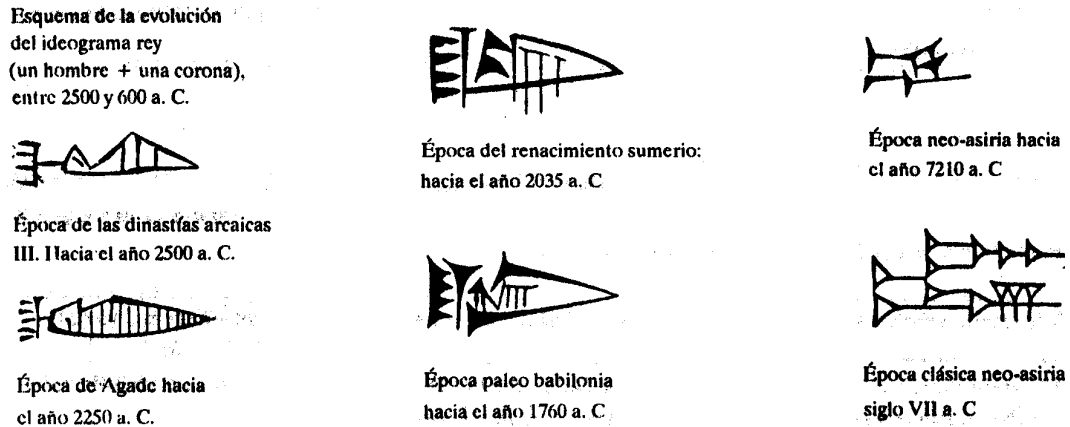 Esquema de la evolución
del ideograma rey
(un hombre + una corona),
entre 2500 y 600 a. C.
Época de las dinastías arcaicas
III. Hacia el año 2500 a. C.
Época de Agade hacia
el año 2250 a. C.
Época del renacimiento sumerio:
hacia el año 2035 a. C
Época paleo babilonia
hacia el año 1760 a. C
Época neo-asiria hacia
el año 7210 a. C
Época clásica neo-asiria
siglo VII a. C